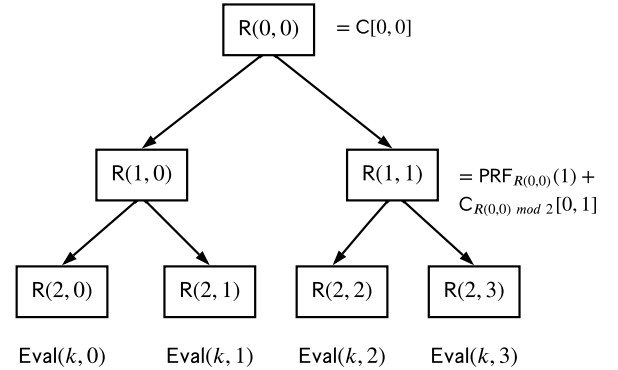 R(0, 0) = C[0, 0]
R(1, 0) R(1, 1) = PRF_{R(0,0)}(1) +
C_{R(0,0) mod 2}[0, 1]
R(2, 0) R(2, 1) R(2, 2) R(2, 3)
Eval(k, 0) Eval(k, 1) Eval(k, 2) Eval(k, 3)